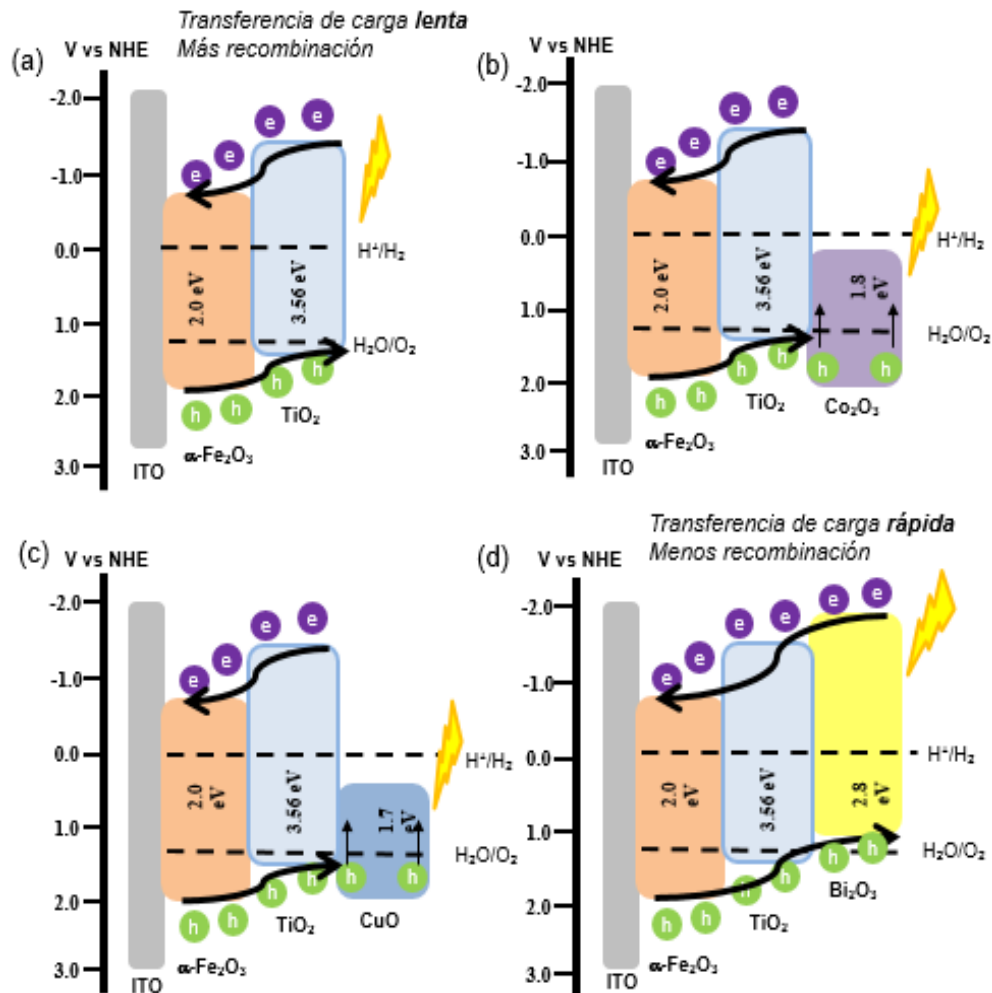 Transferencia de carga lenta
Más recombinación
(a)
V vs NHE
-2.0
-1.0
0.0
1.0
2.0
3.0
e
e
e
e
2.0 eV
3.56 eV
H⁺/H₂
H₂O/O₂
h
h
h
h
TiO₂
α-Fe₂O₃
ITO
(b)
V vs NHE
-2.0
-1.0
0.0
1.0
2.0
3.0
e
e
e
e
2.0 eV
3.56 eV
1.8
eV
H⁺/H₂
H₂O/O₂
h
h
h
h
h
h
TiO₂
Co₂O₃
α-Fe₂O₃
ITO
(c)
V vs NHE
-2.0
-1.0
0.0
1.0
2.0
3.0
e
e
e
e
2.0
eV
3.56 eV
1.7
eV
H⁺/H₂
H₂O/O₂
h
h
h
h
h
h
TiO₂
CuO
α-Fe₂O₃
ITO
Transferencia de carga rápida
Menos recombinación
(d)
V vs NHE
-2.0
-1.0
0.0
1.0
2.0
3.0
e
e
e
e
e
e
2.0
eV
3.56 eV
2.8
eV
H⁺/H₂
H₂O/O₂
h
h
h
h
h
h
TiO₂
Bi₂O₃
α-Fe₂O₃
ITO